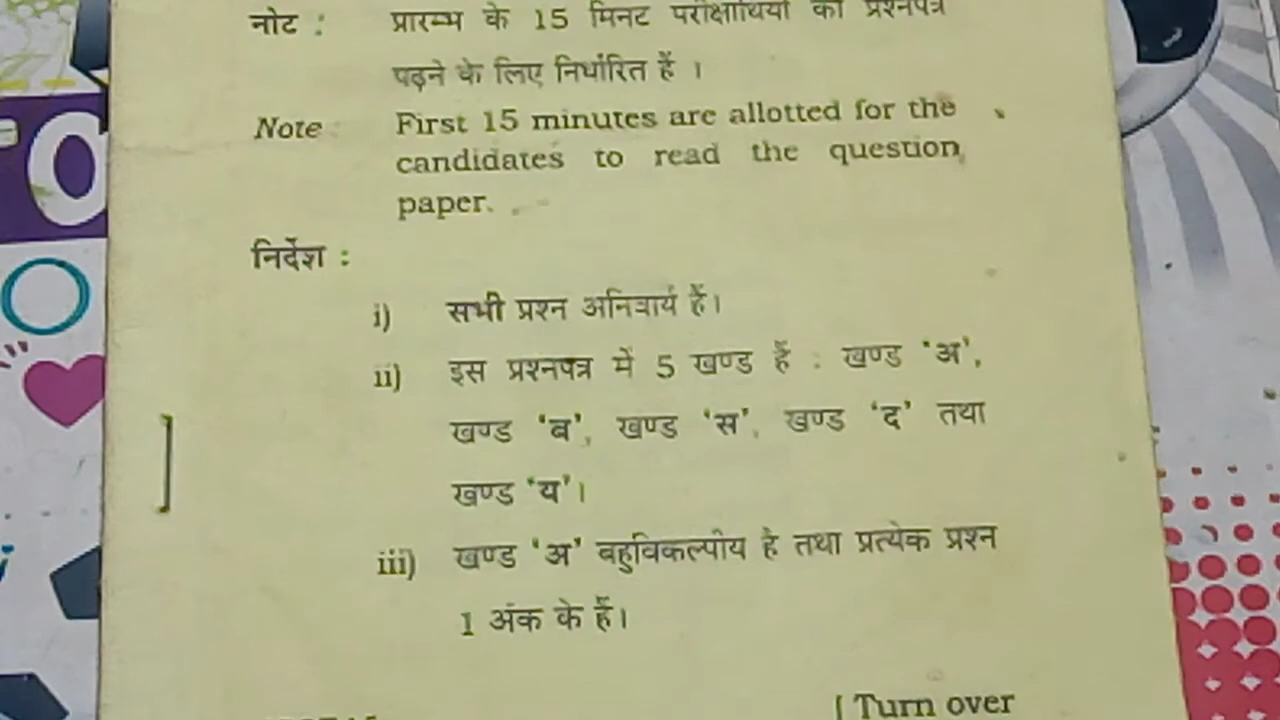 नोट : प्रारम्भ के 15 मिनट परीक्षार्थियों को प्रश्नपत्र
पढ़ने के लिए निर्धारित हैं ।
Note : First 15 minutes are allotted for the
candidates to read the question
paper.
निर्देश :
i) सभी प्रश्न अनिवार्य हैं।
ii) इस प्रश्नपत्र में 5 खण्ड हैं : खण्ड ‘अ’,
खण्ड ‘ब’, खण्ड ‘स’, खण्ड ‘द’ तथा
खण्ड ‘य’।
iii) खण्ड ‘अ’ बहुविकल्पीय है तथा प्रत्येक प्रश्न
1 अंक के हैं।
[ Turn over